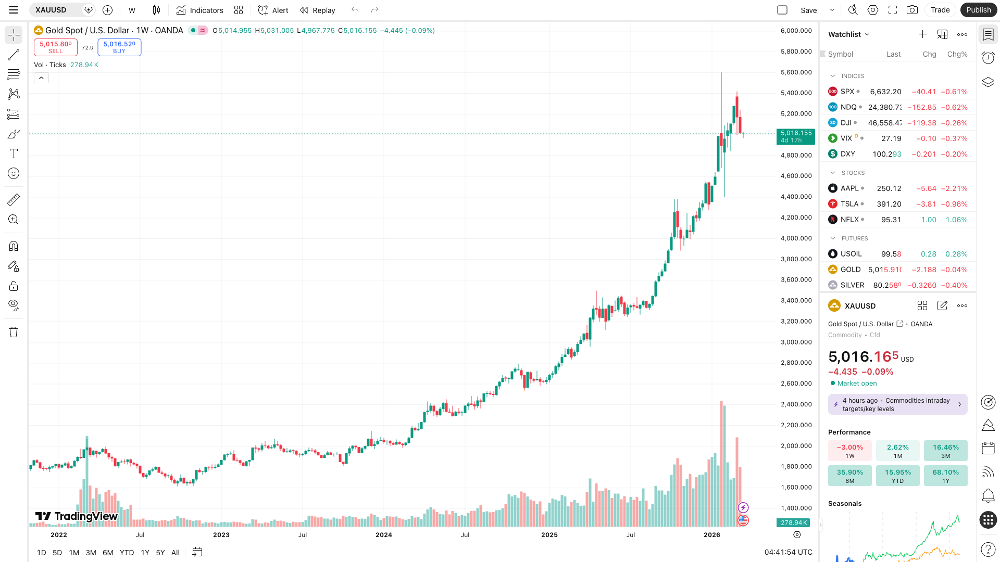 XAUUSD W Indicators Alert Replay Save Trade Publish
Gold Spot / U.S. Dollar · 1W · OANDA O5,014.955 H5,031.005 L4,967.775 C5,016.155 −4.445 (−0.09%)
5,015.800 SELL 72.0 5,016.520 BUY
Vol · Ticks 278.94 K
6,000.000
5,800.000
5,600.000
5,400.000
5,200.000
5,016.155
4d 17h
4,800.000
4,600.000
4,400.000
4,200.000
4,000.000
3,800.000
3,600.000
3,400.000
3,200.000
3,000.000
2,800.000
2,600.000
2,400.000
2,200.000
2,000.000
1,800.000
1,600.000
1,400.000
278.94 K
TradingView
2022 Jul 2023 Jul 2024 Jul 2025 Jul 2026
1D 5D 1M 3M 6M YTD 1Y 5Y All 04:41:54 UTC
Watchlist
Symbol Last Chg Chg%
INDICES
500 SPX 6,632.20 −40.41 −0.61%
100 NDQ 24,380.73 −152.85 −0.62%
30 DJI 46,558.47 −119.38 −0.26%
VIX D 27.19 −0.10 −0.37%
$ DXY 100.293 −0.201 −0.20%
STOCKS
AAPL 250.12 −5.64 −2.21%
TSLA 391.20 −3.81 −0.96%
N NFLX 95.31 1.00 1.06%
FUTURES
USOIL 99.58 0.28 0.28%
GOLD 5,015.910 −2.188 −0.04%
SILVER 80.2580 −0.3260 −0.40%
XAUUSD
Gold Spot / U.S. Dollar • OANDA
Commodity • Cfd
5,016.165 USD
−4.435 −0.09%
Market open
4 hours ago • Commodities intraday
targets/key levels
Performance
−3.00% 2.62% 16.46%
1W 1M 3M
35.90% 15.95% 68.10%
6M YTD 1Y
Seasonals